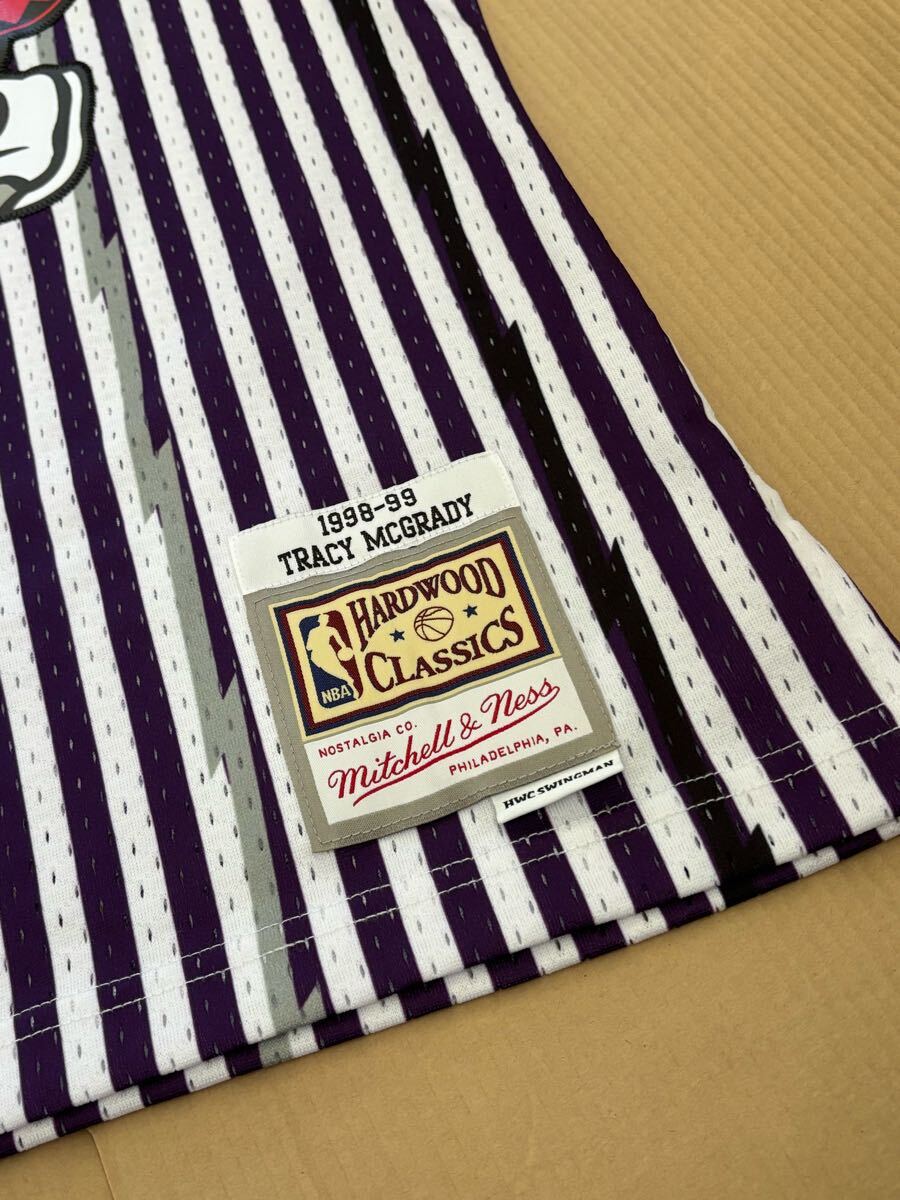 1998-99
TRACY MCGRADY
HARDWOOD
CLASSICS
NBA
NOSTALGIA CO.
Mitchell & Ness
PHILADELPHIA, PA.
HWC SWINGMAN